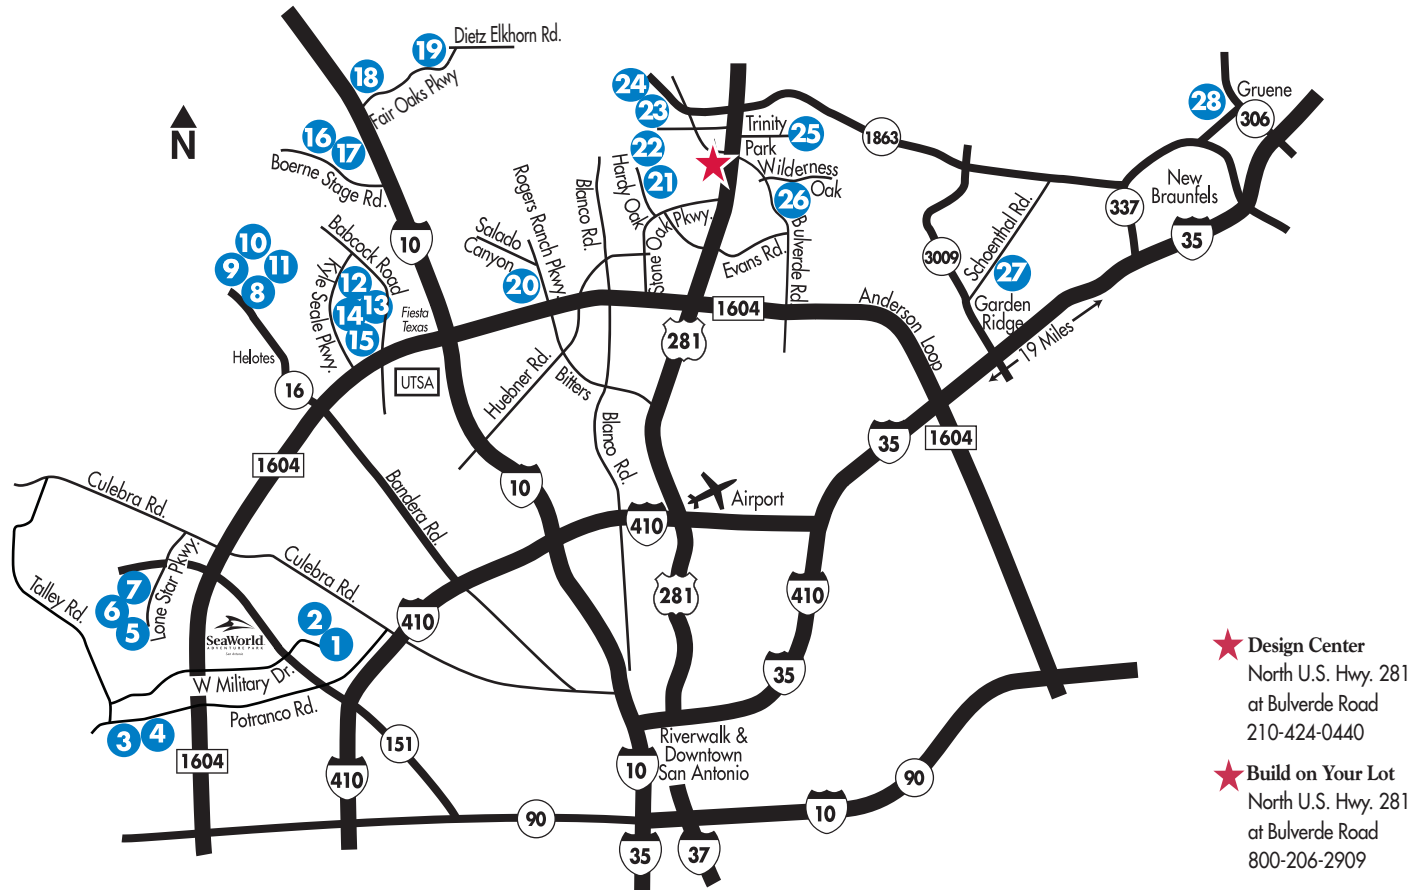 Dietz Elkhorn Rd.
19
18
Fair Oaks Pkwy
24
23
Trinity
25
Park
22
21
Wilderness
Oak
26
28
Gruene
306
1863
N
16
17
Boerne Stage Rd.
10
Hardy Oak
Blanco Rd.
Rogers Ranch Pkwy.
Salado
Canyon
20
Stone Oak Pkwy.
Evans Rd.
Bulverde Rd.
New
Braunfels
337
35
3009
Schoenthal Rd.
27
Garden
Ridge
19 Miles
10
9
11
8
Babcock Road
Kyle Seale Pkwy.
12
13
14
15
Fiesta
Texas
Helotes
16
UTSA
1604
281
Anderson Loop
Huebner Rd.
Bitters
Blanco Rd.
35
1604
1604
10
Bandera Rd.
Culebra Rd.
410
Airport
Culebra Rd.
Talley Rd.
Lone Star Pkwy.
7
6
5
SeaWorld
ADVENTURE PARK
San Antonio
2
1
410
281
410
35
W Military Dr.
Potranco Rd.
3
4
1604
151
410
Riverwalk &
Downtown
San Antonio
10
90
10
90
35
37
Design Center
North U.S. Hwy. 281
at Bulverde Road
210-424-0440
Build on Your Lot
North U.S. Hwy. 281
at Bulverde Road
800-206-2909